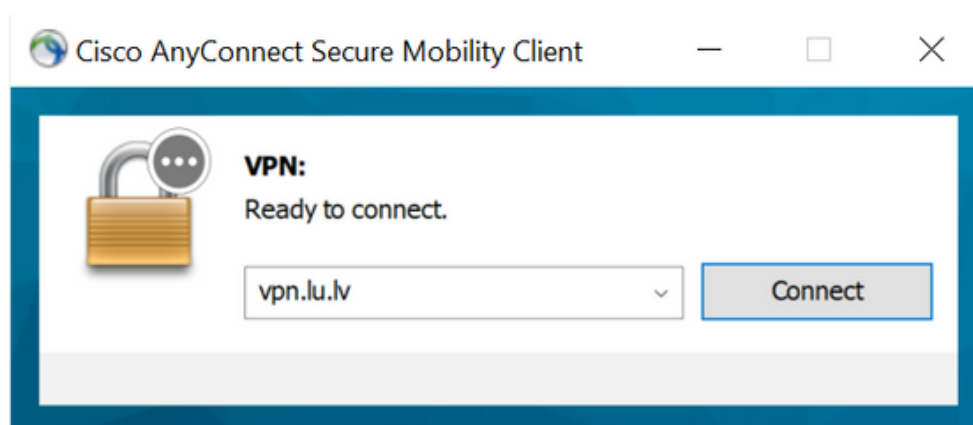 Cisco AnyConnect Secure Mobility Client
VPN:
Ready to connect.
vpn.lu.lv
Connect